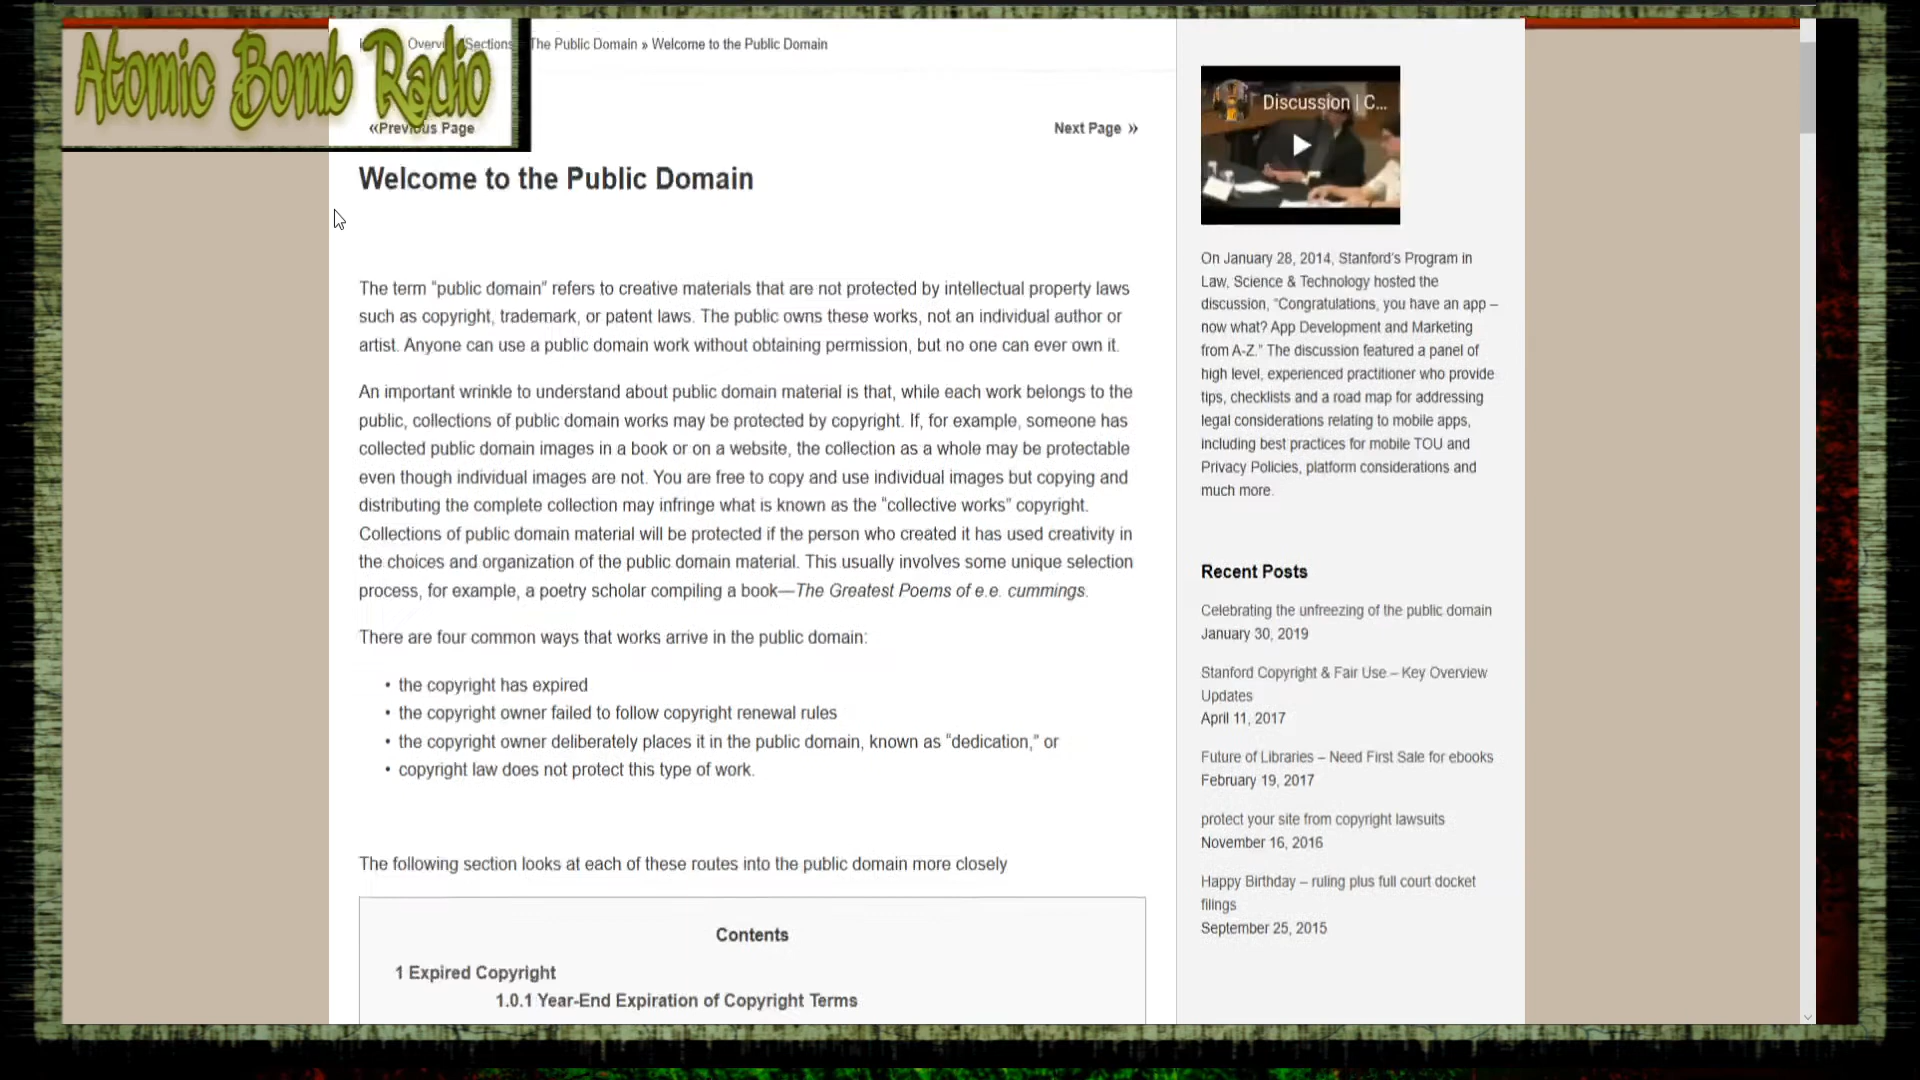 Atomic Bomb Radio
Sections
The Public Domain » Welcome to the Public Domain
«Previous Page
Next Page »
Welcome to the Public Domain
The term “public domain” refers to creative materials that are not protected by intellectual property laws
such as copyright, trademark, or patent laws. The public owns these works, not an individual author or
artist. Anyone can use a public domain work without obtaining permission, but no one can ever own it.
An important wrinkle to understand about public domain material is that, while each work belongs to the
public, collections of public domain works may be protected by copyright. If, for example, someone has
collected public domain images in a book or on a website, the collection as a whole may be protectable
even though individual images are not. You are free to copy and use individual images but copying and
distributing the complete collection may infringe what is known as the “collective works” copyright.
Collections of public domain material will be protected if the person who created it has used creativity in
the choices and organization of the public domain material. This usually involves some unique selection
process, for example, a poetry scholar compiling a book—The Greatest Poems of e.e. cummings.
There are four common ways that works arrive in the public domain:
• the copyright has expired
• the copyright owner failed to follow copyright renewal rules
• the copyright owner deliberately places it in the public domain, known as “dedication,” or
• copyright law does not protect this type of work.
The following section looks at each of these routes into the public domain more closely
Contents
1 Expired Copyright
1.0.1 Year-End Expiration of Copyright Terms
Discussion | C...
On January 28, 2014, Stanford’s Program in
Law, Science & Technology hosted the
discussion, “Congratulations, you have an app –
now what? App Development and Marketing
from A-Z.” The discussion featured a panel of
high level, experienced practitioner who provide
tips, checklists and a road map for addressing
legal considerations relating to mobile apps,
including best practices for mobile TOU and
Privacy Policies, platform considerations and
much more.
Recent Posts
Celebrating the unfreezing of the public domain
January 30, 2019
Stanford Copyright & Fair Use – Key Overview
Updates
April 11, 2017
Future of Libraries – Need First Sale for ebooks
February 19, 2017
protect your site from copyright lawsuits
November 16, 2016
Happy Birthday – ruling plus full court docket
filings
September 25, 2015